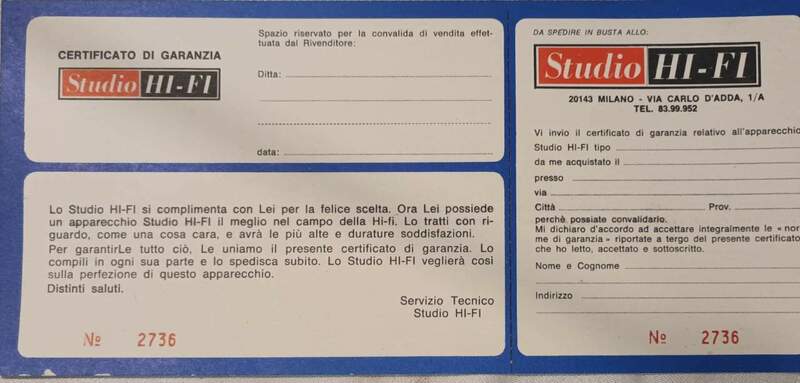 CERTIFICATO DI GARANZIA
Studio HI-FI
Spazio riservato per la convalida di vendita effet-
tuata dal Rivenditore:
Ditta:
data:
Lo Studio HI-FI si complimenta con Lei per la felice scelta. Ora Lei possiede
un apparecchio Studio HI-FI il meglio nel campo della Hi-fi. Lo tratti con ri-
guardo, come una cosa cara, e avrà le più alte e durature soddisfazioni.
Per garantirLe tutto ciò, Le uniamo il presente certificato di garanzia. Lo
compili in ogni sua parte e lo spedisca subito. Lo Studio HI-FI veglierà così
sulla perfezione di questo apparecchio.
Distinti saluti.
Servizio Tecnico
Studio HI-FI
No 2736
DA SPEDIRE IN BUSTA ALLO:
Studio HI-FI
20143 MILANO - VIA CARLO D'ADDA, 1/A
TEL. 83.99.952
Vi invio il certificato di garanzia relativo all'apparecchio
Studio HI-FI tipo
da me acquistato il
presso
via
Città Prov.
perchè possiate convalidarlo.
Mi dichiaro d'accordo ad accettare integralmente le «nor
me di garanzia» riportate a tergo del presente certificato
che ho letto, accettato e sottoscritto.
Nome e Cognome
Indirizzo
No 2736